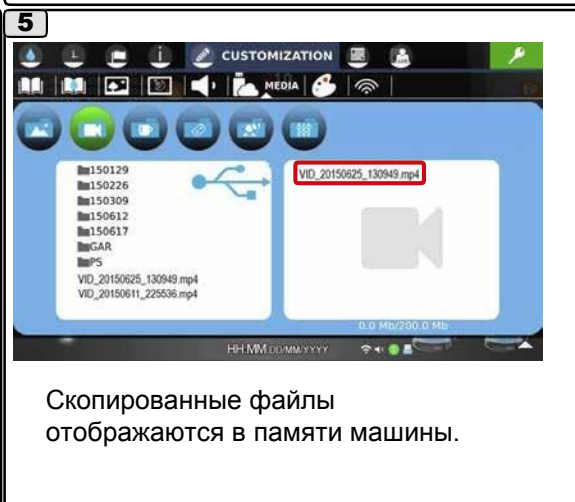 5
CUSTOMIZATION
MEDIA
150129
150226
150309
150612
150617
GAR
PS
VID_20150625_130949.mp4
VID_20150611_225536.mp4
VID_20150625_130949.mp4
0.0 Mb/200.0 Mb
HH:MM DD/MM/YYYY
Скопированные файлы
отображаются в памяти машины.